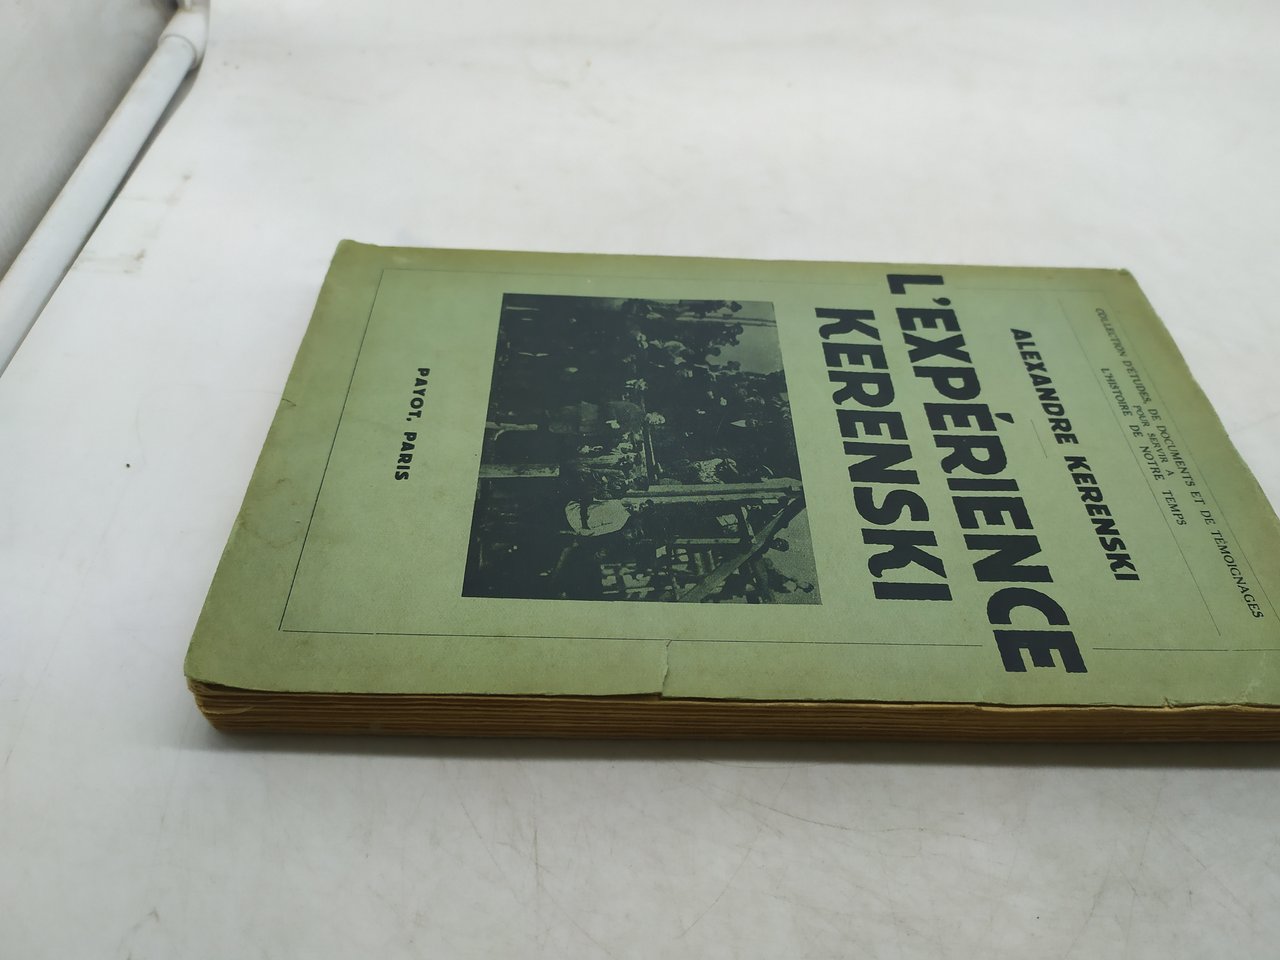 COLLECTION D'ÉTUDES, DE DOCUMENTS ET DE TÉMOIGNAGES
POUR SERVIR A
L'HISTOIRE DE NOTRE TEMPS
ALEXANDRE KERENSKI
L'EXPÉRIENCE
KERENSKI
PAYOT, PARIS